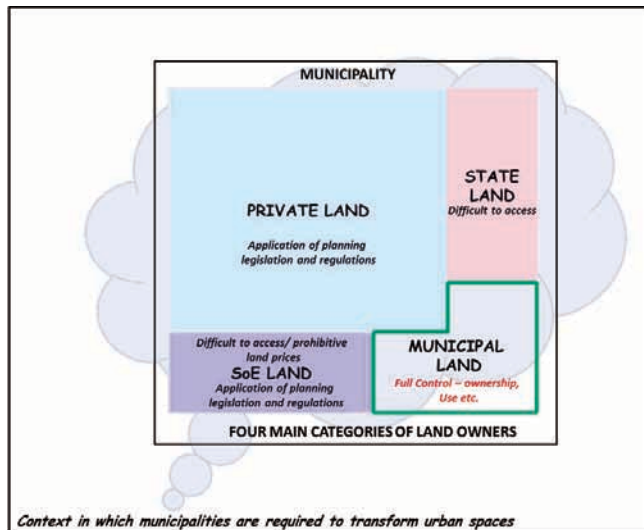 MUNICIPALITY
STATE
LAND
Difficult to access
PRIVATE LAND
Application of planning
legislation and regulations
Difficult to access/ prohibitive
land prices
SoE LAND
Application of planning
legislation and regulations
MUNICIPAL
LAND
Full Control – ownership,
Use etc.
FOUR MAIN CATEGORIES OF LAND OWNERS
Context in which municipalities are required to transform urban spaces